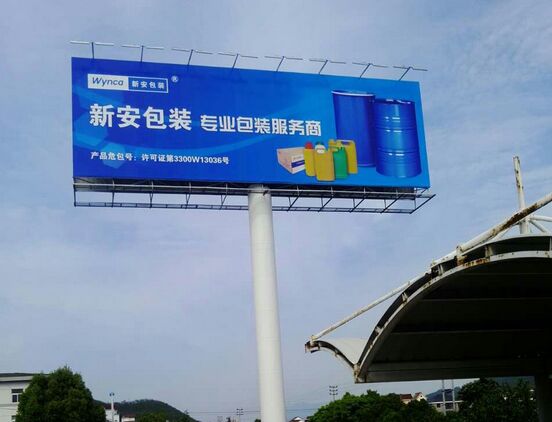 Wynca 新安包装 ®
新安包装 专业包装服务商
产品危包号：许可证第3300W13036号